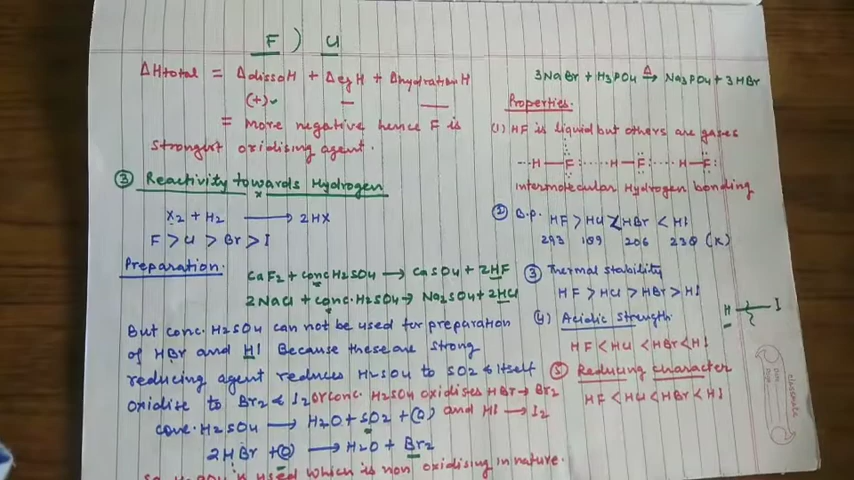 F ) Cl
ΔHtotal = ΔdissoH + ΔegH + ΔhydrationH
(+) — —
= more negative hence F is
strongest oxidising agent.
③ Reactivity towards Hydrogen
X2 + H2 → 2HX
F > Cl > Br > I
Preparation.
CaF2 + conc H2SO4 → CaSO4 + 2HF
2NaCl + conc. H2SO4 → Na2SO4 + 2HCl
But conc. H2SO4 can not be used for preparation
of HBr and HI Because these are strong
reducing agent reduces H2SO4 to SO2 & itself
oxidise to Br2 & I2 or conc. H2SO4 oxidises HBr → Br2
and HI → I2
conc. H2SO4 → H2O + SO2 + (O)
2HBr + (O) → H2O + Br2
is used which is non oxidising in nature.
3NaBr + H3PO4 Δ→ Na3PO4 + 3HBr
Properties.
(1) HF is liquid but others are gases
---H—F:----H—F:----H—F:
intermolecular Hydrogen bonding
② B.p. HF > HCl < HBr < HI
293 189 206 238 (K)
③ Thermal stability
HF > HCl > HBr > HI
H — I
(4) Acidic strength
HF < HCl < HBr < HI
⑤ Reducing character
HF < HCl < HBr < HI
classmate
Date
Page